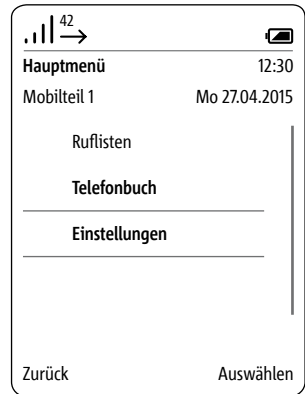 42
Hauptmenü 12:30
Mobilteil 1 Mo 27.04.2015
Ruflisten
Telefonbuch
Einstellungen
Zurück Auswählen